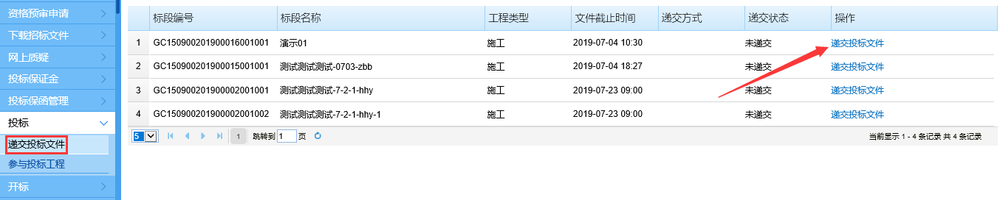 资格预审申请
下载招标文件
网上质疑
投标保证金
投标保函管理
投标
递交投标文件
参与投标工程
开标
标段编号 标段名称 工程类型 文件截止时间 递交方式 递交状态 操作
1 GC150900201900016001001 演示01 施工 2019-07-04 10:30 未递交 递交投标文件
2 GC150900201900015001001 测试测试测试-0703-zbb 施工 2019-07-04 18:27 未递交 递交投标文件
3 GC150900201900002001001 测试测试测试-7-2-1-hhy 施工 2019-07-23 09:00 未递交 递交投标文件
4 GC150900201900002001002 测试测试测试-7-2-1-hhy-1 施工 2019-07-23 09:00 未递交 递交投标文件
5 1 跳转到 1 页 当前显示 1 - 4 条记录 共 4 条记录